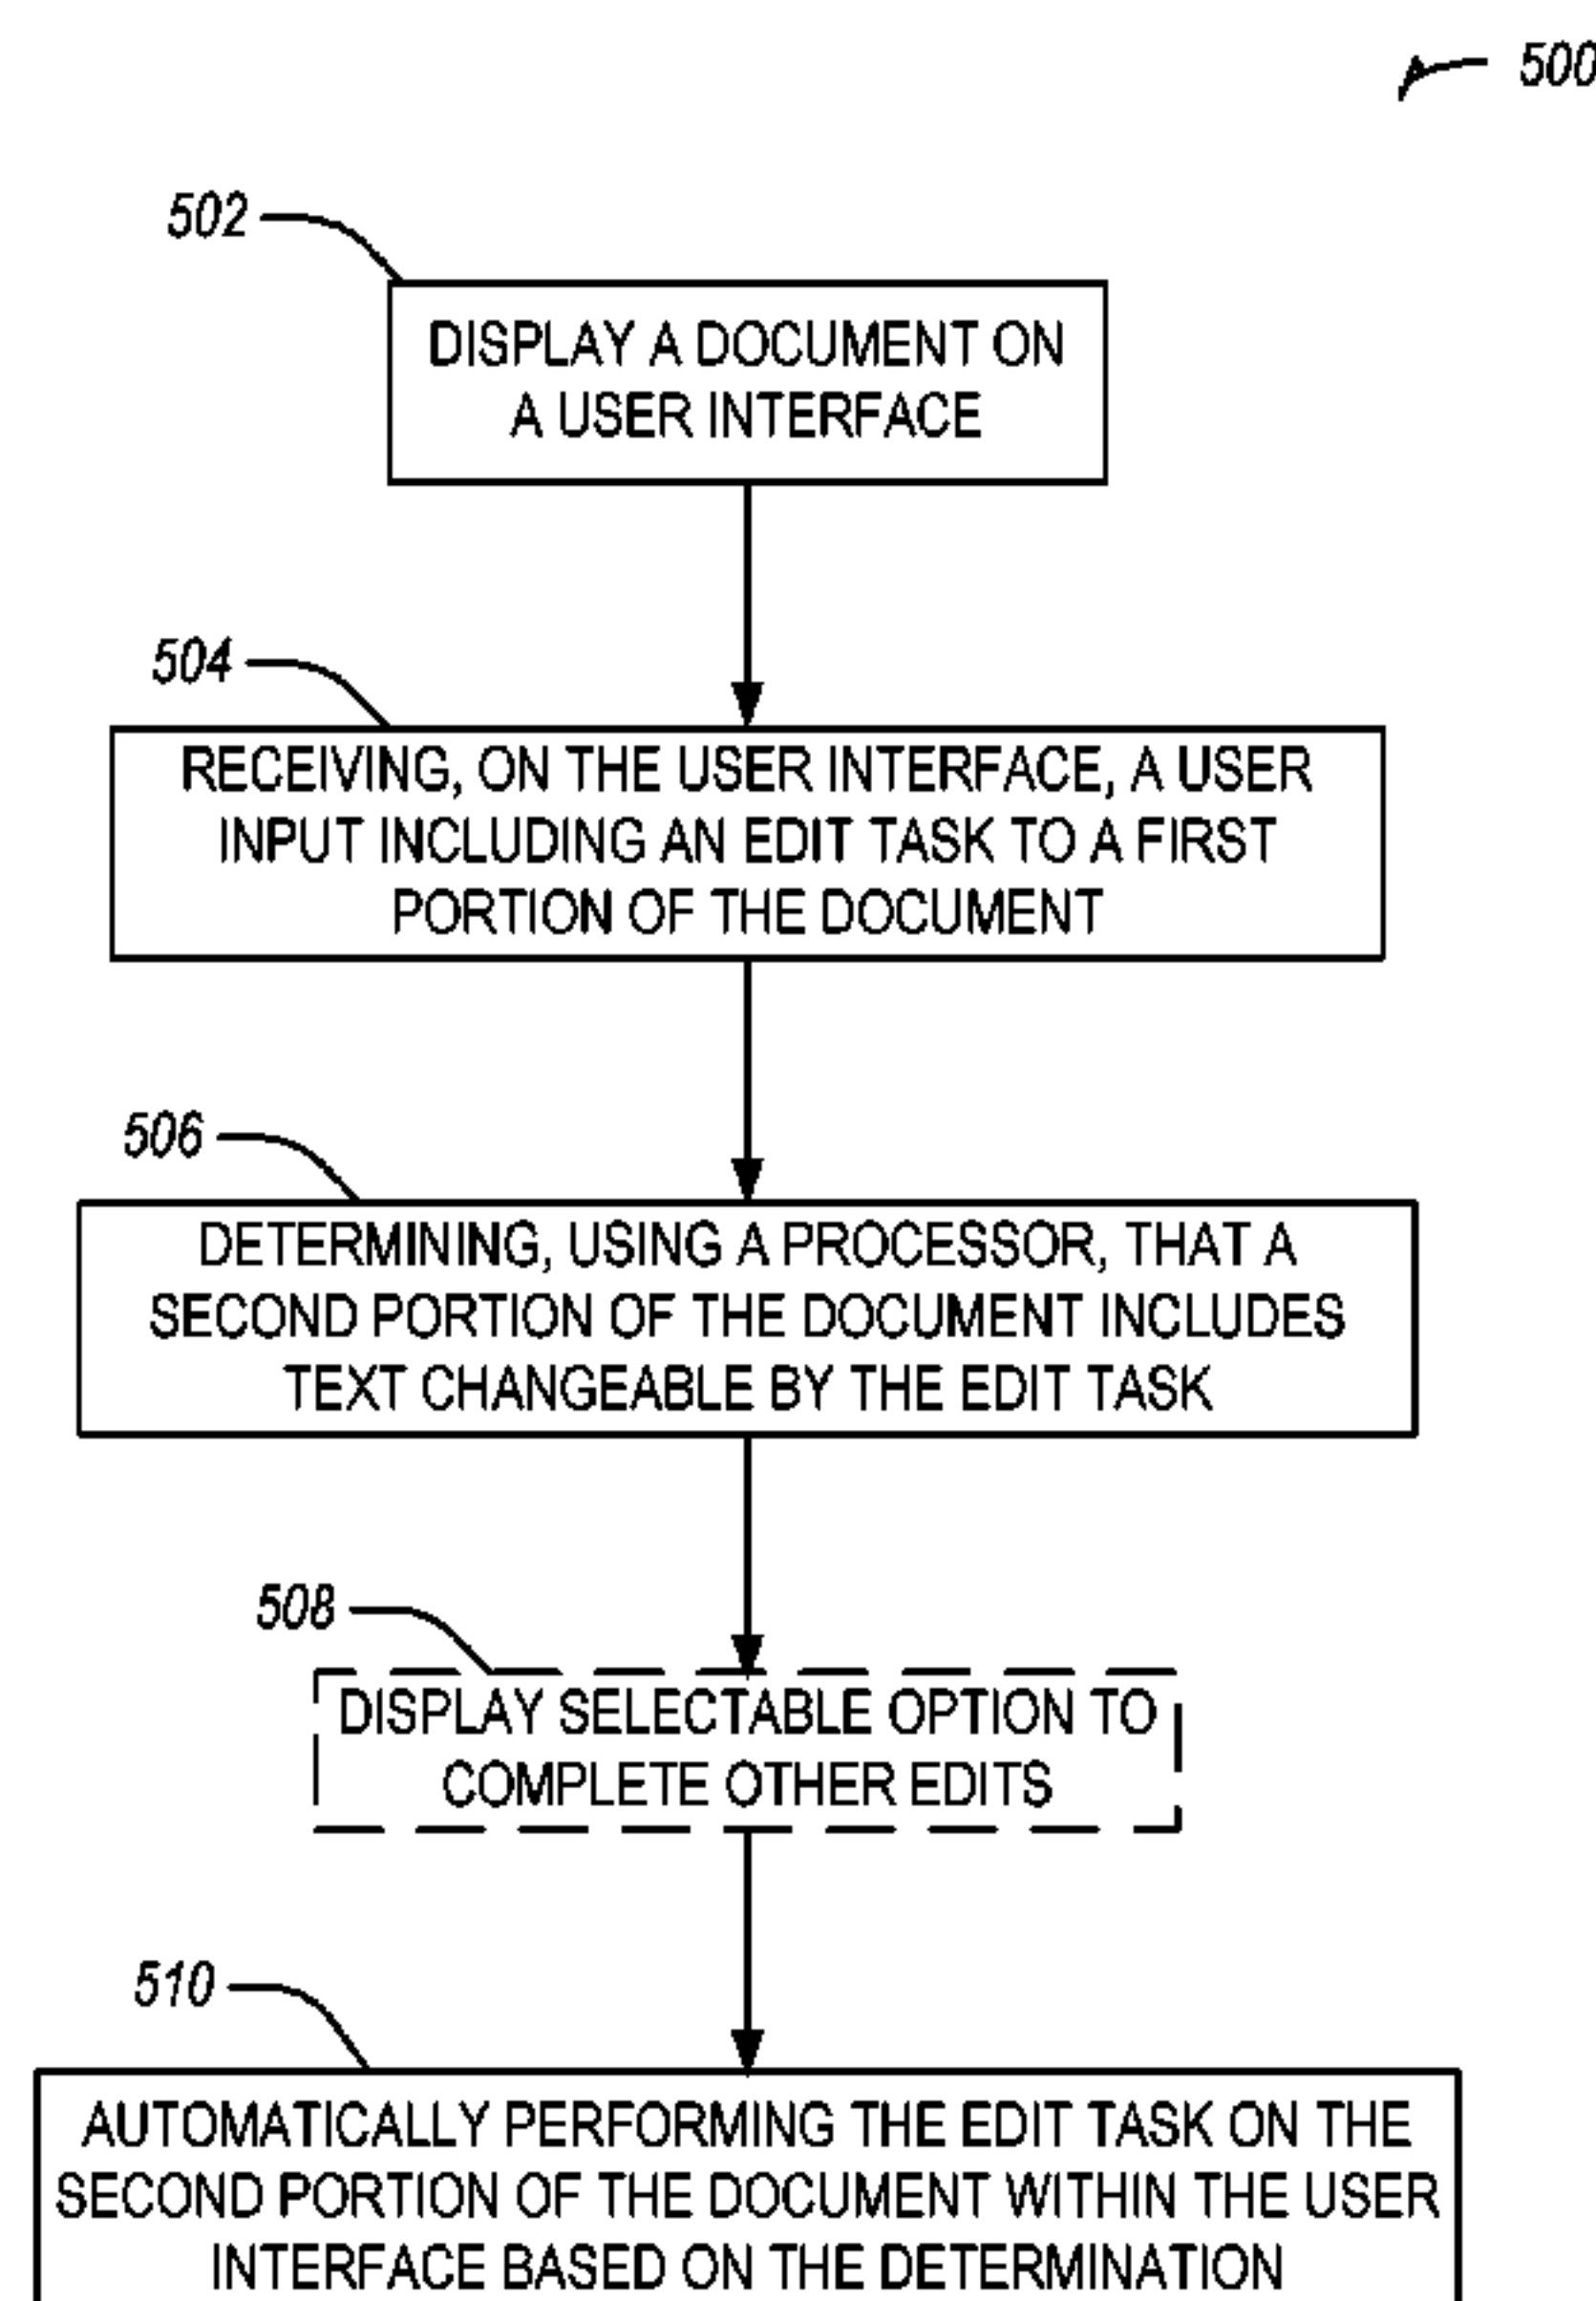 500
502
DISPLAY A DOCUMENT ON
A USER INTERFACE
504
RECEIVING, ON THE USER INTERFACE, A USER
INPUT INCLUDING AN EDIT TASK TO A FIRST
PORTION OF THE DOCUMENT
506
DETERMINING, USING A PROCESSOR, THAT A
SECOND PORTION OF THE DOCUMENT INCLUDES
TEXT CHANGEABLE BY THE EDIT TASK
508
DISPLAY SELECTABLE OPTION TO
COMPLETE OTHER EDITS
510
AUTOMATICALLY PERFORMING THE EDIT TASK ON THE
SECOND PORTION OF THE DOCUMENT WITHIN THE USER
INTERFACE BASED ON THE DETERMINATION